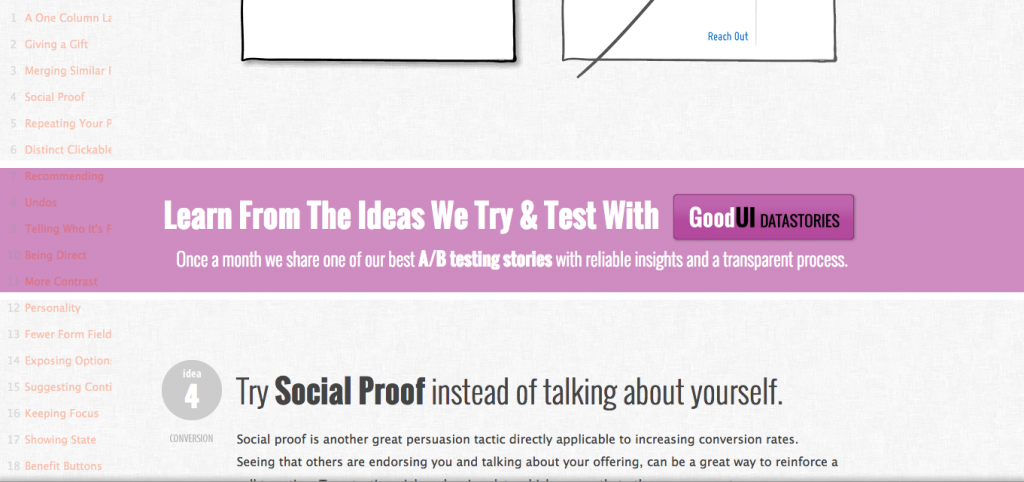 1 A One Column La
2 Giving a Gift
3 Merging Similar F
4 Social Proof
5 Repeating Your P
6 Distinct Clickable
7 Recommending
8 Undos
9 Telling Who It's F
10 Being Direct
11 More Contrast
12 Personality
13 Fewer Form Field
14 Exposing Option
15 Suggesting Conti
16 Keeping Focus
17 Showing State
18 Benefit Buttons
Reach Out
Learn From The Ideas We Try & Test With GoodUI DATASTORIES
Once a month we share one of our best A/B testing stories with reliable insights and a transparent process.
idea
4
CONVERSION
Try Social Proof instead of talking about yourself.
Social proof is another great persuasion tactic directly applicable to increasing conversion rates.
Seeing that others are endorsing you and talking about your offering, can be a great way to reinforce a